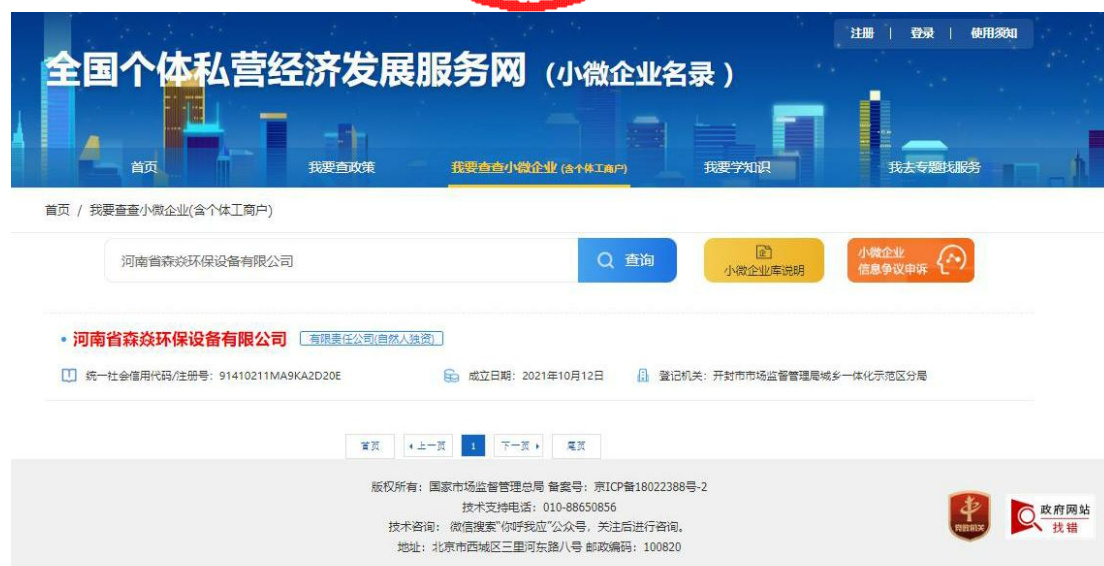 注册 | 登录 | 使用须知
全国个体私营经济发展服务网（小微企业名录）
首页 我要查政策 我要查查小微企业 (含个体工商户) 我要学知识 我去专题找服务
首页 / 我要查查小微企业(含个体工商户)
河南省森焱环保设备有限公司 查询 小微企业库说明 小微企业
信息争议申诉
河南省森焱环保设备有限公司 有限责任公司(自然人独资)
统一社会信用代码/注册号：91410211MA9KA2D20E 成立日期：2021年10月12日 登记机关：开封市市场监督管理局城乡一体化示范区分局
首页 上一页 1 下一页 尾页
版权所有：国家市场监督管理总局 备案号：京ICP备18022388号-2
技术支持电话：010-88650856
技术咨询： 微信搜索“你呼我应”公众号，关注后进行咨询。
地址：北京市西城区三里河东路八号 邮政编码：100820
党政机关
政府网站
找错